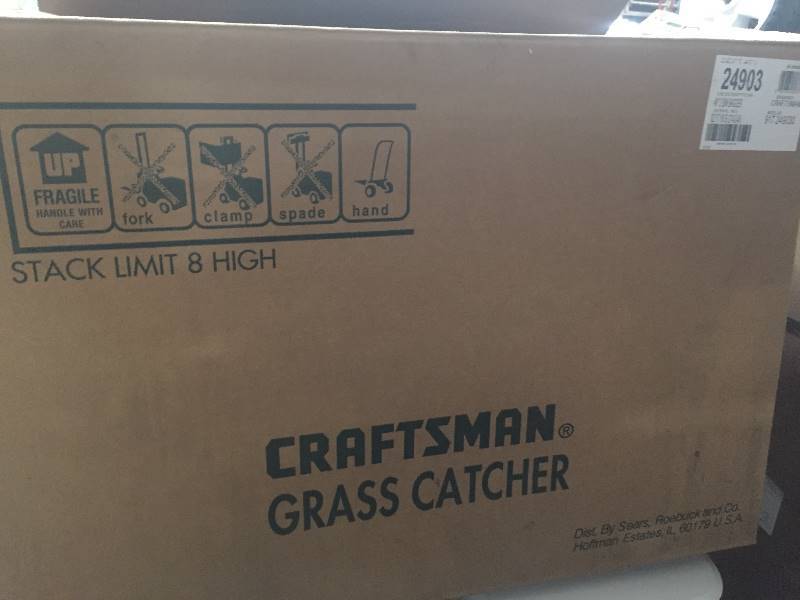 24903
UP
FRAGILE
HANDLE WITH
CARE
fork
clamp
spade
hand
STACK LIMIT 8 HIGH
CRAFTSMAN®
GRASS CATCHER
Dist. By Sears, Roebuck and Co.
Hoffman Estates, IL 60179 U.S.A.